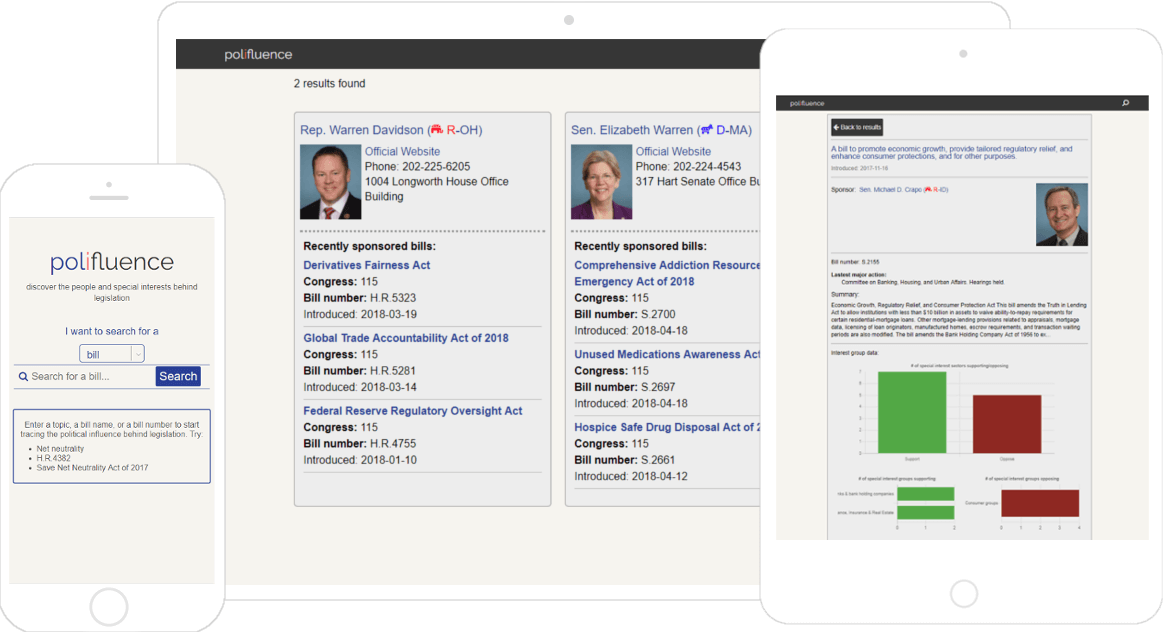 polifluence
discover the people and special interests behind
legislation
I want to search for a
bill
Search for a bill...
Search
Enter a topic, a bill name, or a bill number to start
tracing the political influence behind legislation. Try:
Net neutrality
H.R.4382
Save Net Neutrality Act of 2017
polifluence
2 results found
Rep. Warren Davidson (R-OH)
Official Website
Phone: 202-225-6205
1004 Longworth House Office
Building
Recently sponsored bills:
Derivatives Fairness Act
Congress: 115
Bill number: H.R.5323
Introduced: 2018-03-19
Global Trade Accountability Act of 2018
Congress: 115
Bill number: H.R.5281
Introduced: 2018-03-14
Federal Reserve Regulatory Oversight Act
Congress: 115
Bill number: H.R.4755
Introduced: 2018-01-10
Sen. Elizabeth Warren (D-MA)
Official Website
Phone: 202-224-4543
317 Hart Senate Office Bu
Recently sponsored bills:
Comprehensive Addiction Resource
Emergency Act of 2018
Congress: 115
Bill number: S.2700
Introduced: 2018-04-18
Unused Medications Awareness Act
Congress: 115
Bill number: S.2697
Introduced: 2018-04-18
Hospice Safe Drug Disposal Act of 2
Congress: 115
Bill number: S.2661
Introduced: 2018-04-12
polifluence
Back to results
A bill to promote economic growth, provide tailored regulatory relief, and
enhance consumer protections, and for other purposes.
Introduced: 2017-11-16
Sponsor: Sen. Michael D. Crapo (R-ID)
Bill number: S.2155
Lastest major action:
Committee on Banking, Housing, and Urban Affairs. Hearings held.
Summary:
Economic Growth, Regulatory Relief, and Consumer Protection Act This bill amends the Truth in Lending
Act to allow institutions with less than $10 billion in assets to waive ability-to-repay requirements for
certain residential-mortgage loans. Other mortgage-lending provisions related to appraisals, mortgage
data, licensing of loan originators, manufactured homes, escrow requirements, and transaction waiting
periods are also modified. The bill amends the Bank Holding Company Act of 1956 to ex...
Interest group data:
# of special interest sectors supporting/opposing
7
6
5
4
3
2
1
0
Support
Oppose
# of special interest groups supporting
nks & bank holding companies
ance, Insurance & Real Estate
0 1 2
# of special interest groups opposing
Consumer groups
0 1 2 3 4